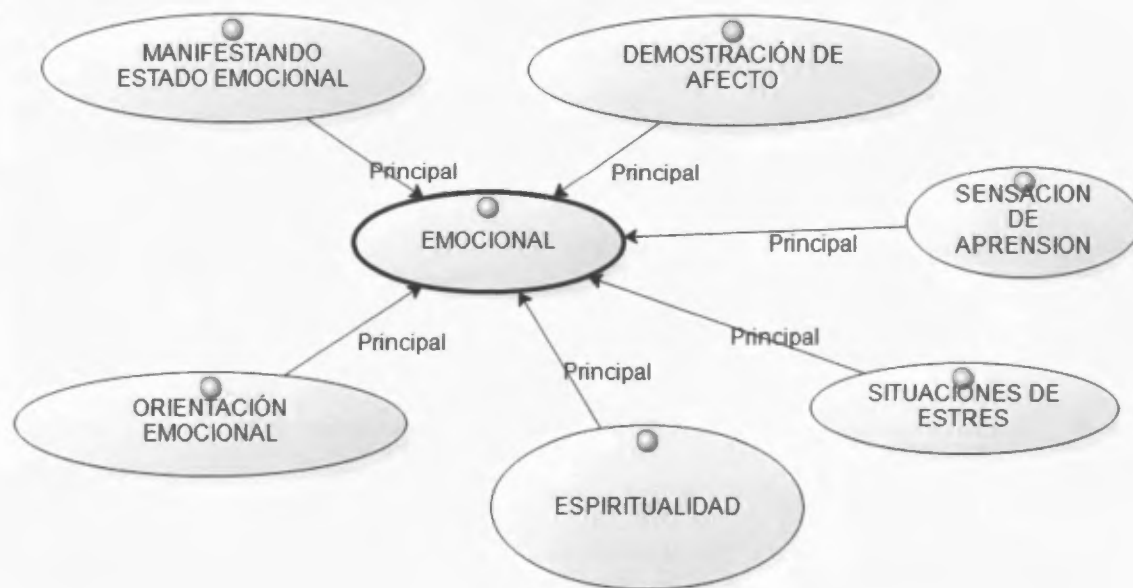 MANIFESTANDO
ESTADO EMOCIONAL
DEMOSTRACIÓN DE
AFECTO
Principal
Principal
SENSACION
DE
APRENSION
EMOCIONAL
Principal
Principal
Principal
Principal
ORIENTACIÓN
EMOCIONAL
SITUACIONES DE
ESTRES
ESPIRITUALIDAD